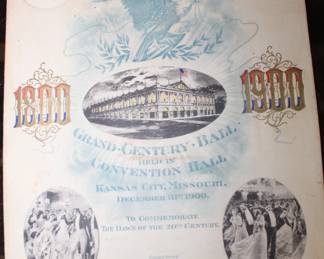 1800
1900
GRAND · CENTURY · BALL
HELD IN
CONVENTION HALL
KANSAS CITY, MISSOURI,
DECEMBER 31ST 1900.
TO COMMEMORATE
THE DAWN OF THE 20TH CENTURY.